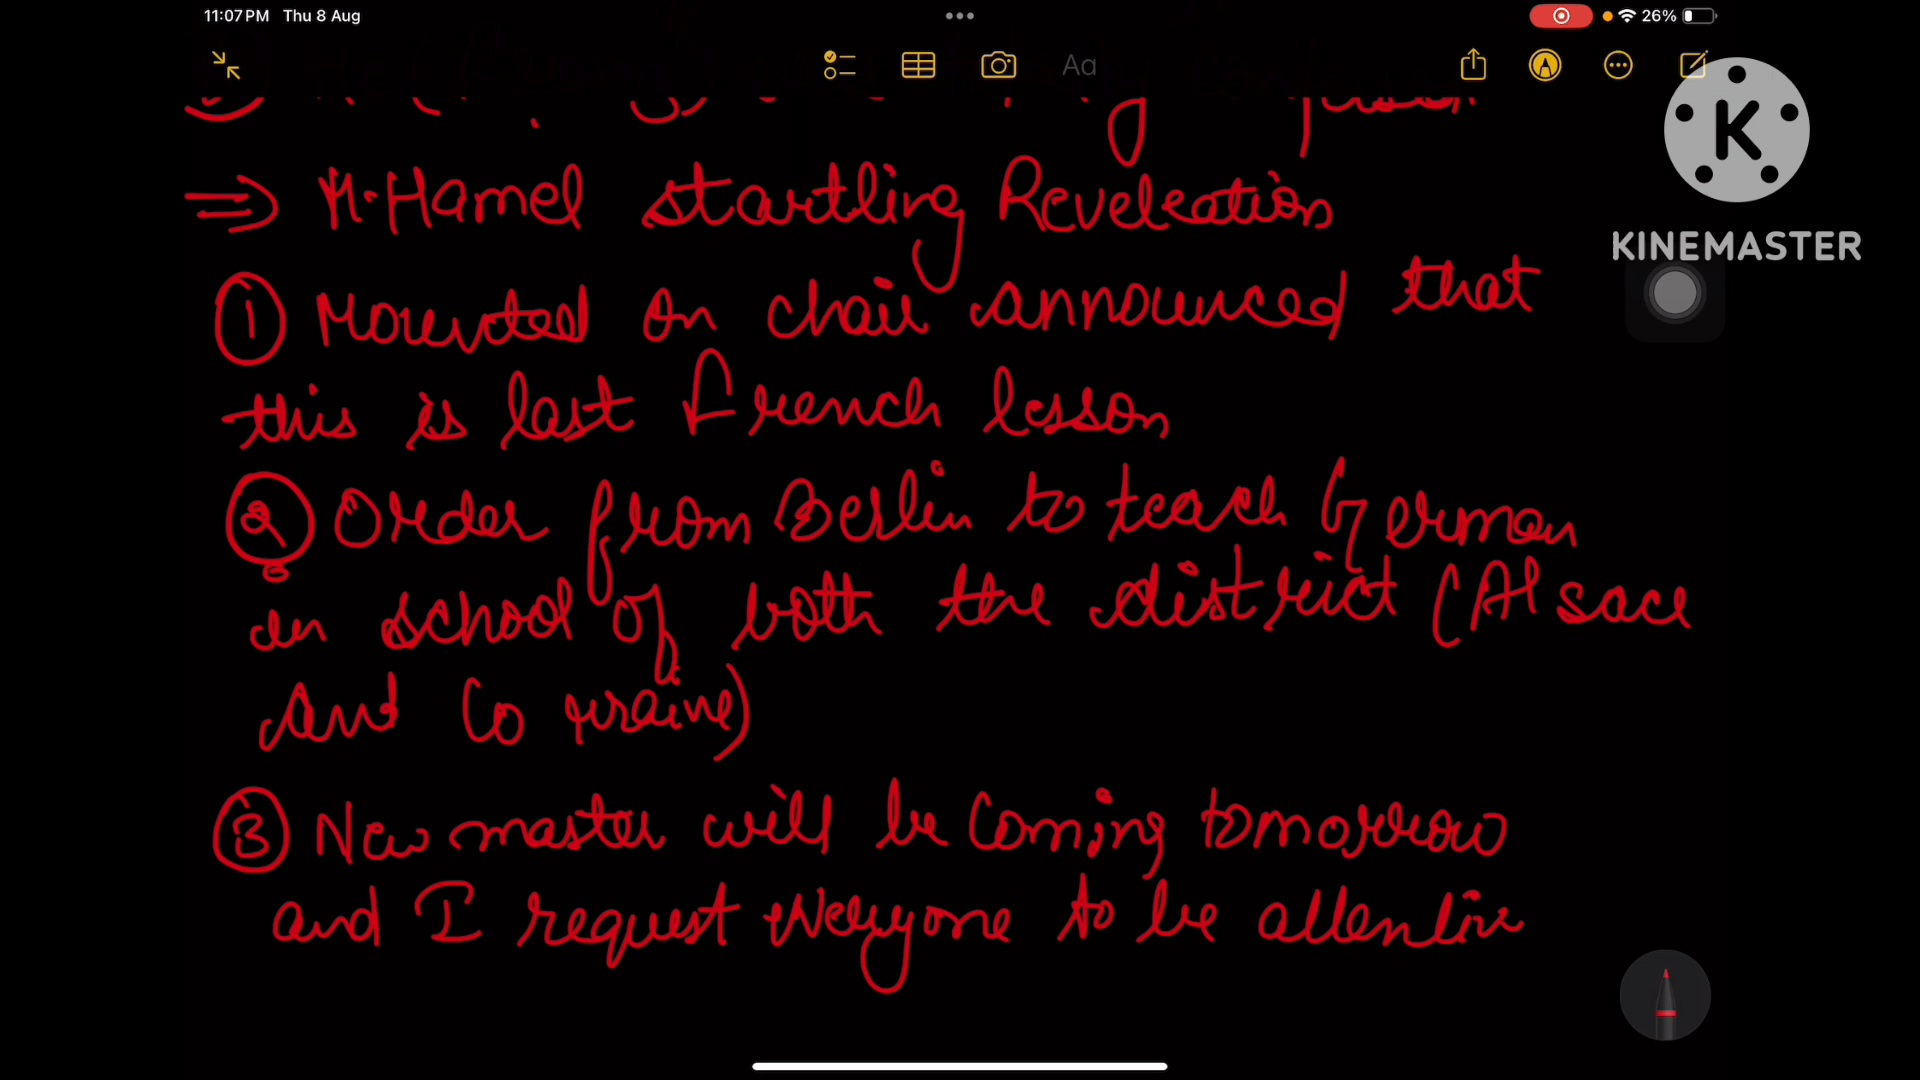 11:07 PM Thu 8 Aug
26%
Aa
K
KINEMASTER
⇒ M.Hamel startling Reveleation
① Mounted on chair announced that
this is last French lesson
② Order from Berlin to teach German
in school of both the district (Alsace
And Lorraine)
③ New master will be coming tomorrow
and I request everyone to be attentive